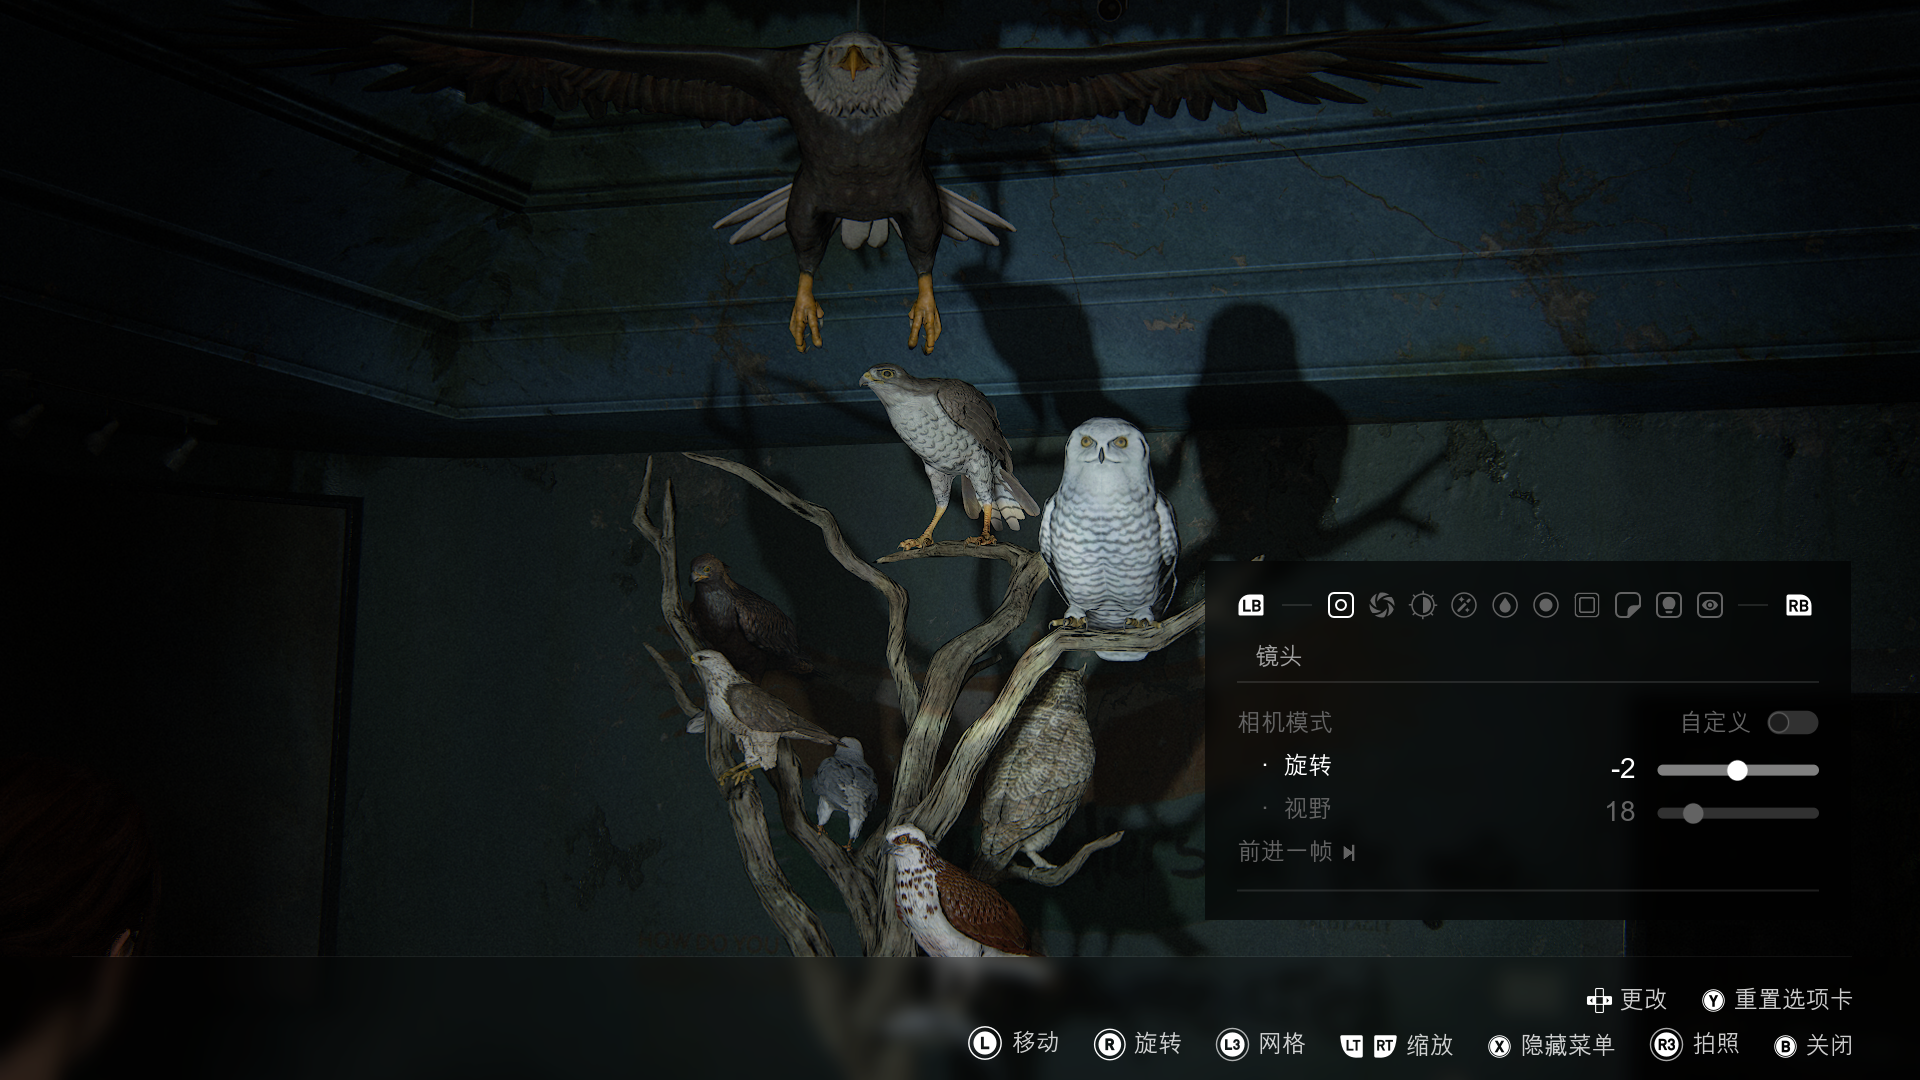 LB RB
镜头
相机模式 自定义
· 旋转 -2
· 视野 18
前进一帧
更改 Y 重置选项卡
L 移动 R 旋转 L3 网格 LT RT 缩放 X 隐藏菜单 R3 拍照 B 关闭